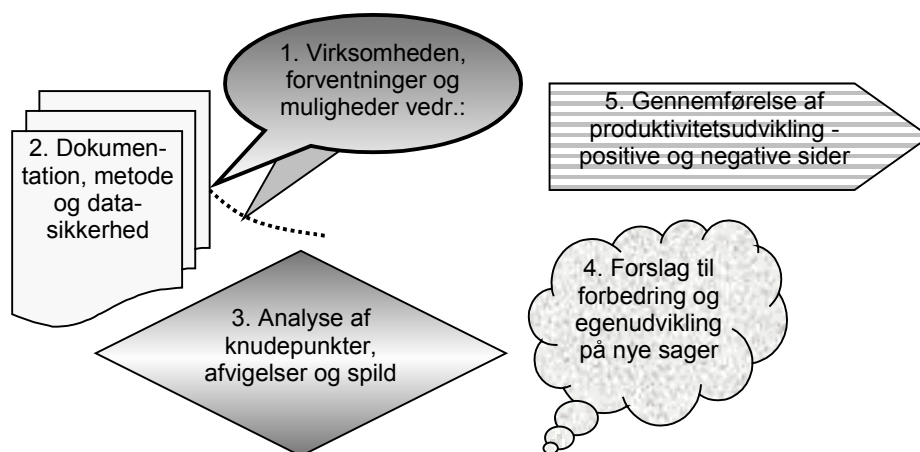 1. Virksomheden,
forventninger og
muligheder vedr.:
2. Dokumen-
tation, metode
og data-
sikkerhed
3. Analyse af
knudepunkter,
afvigelser og spild
4. Forslag til
forbedring og
egenudvikling
på nye sager
5. Gennemførelse af
produktivitetsudvikling -
positive og negative sider